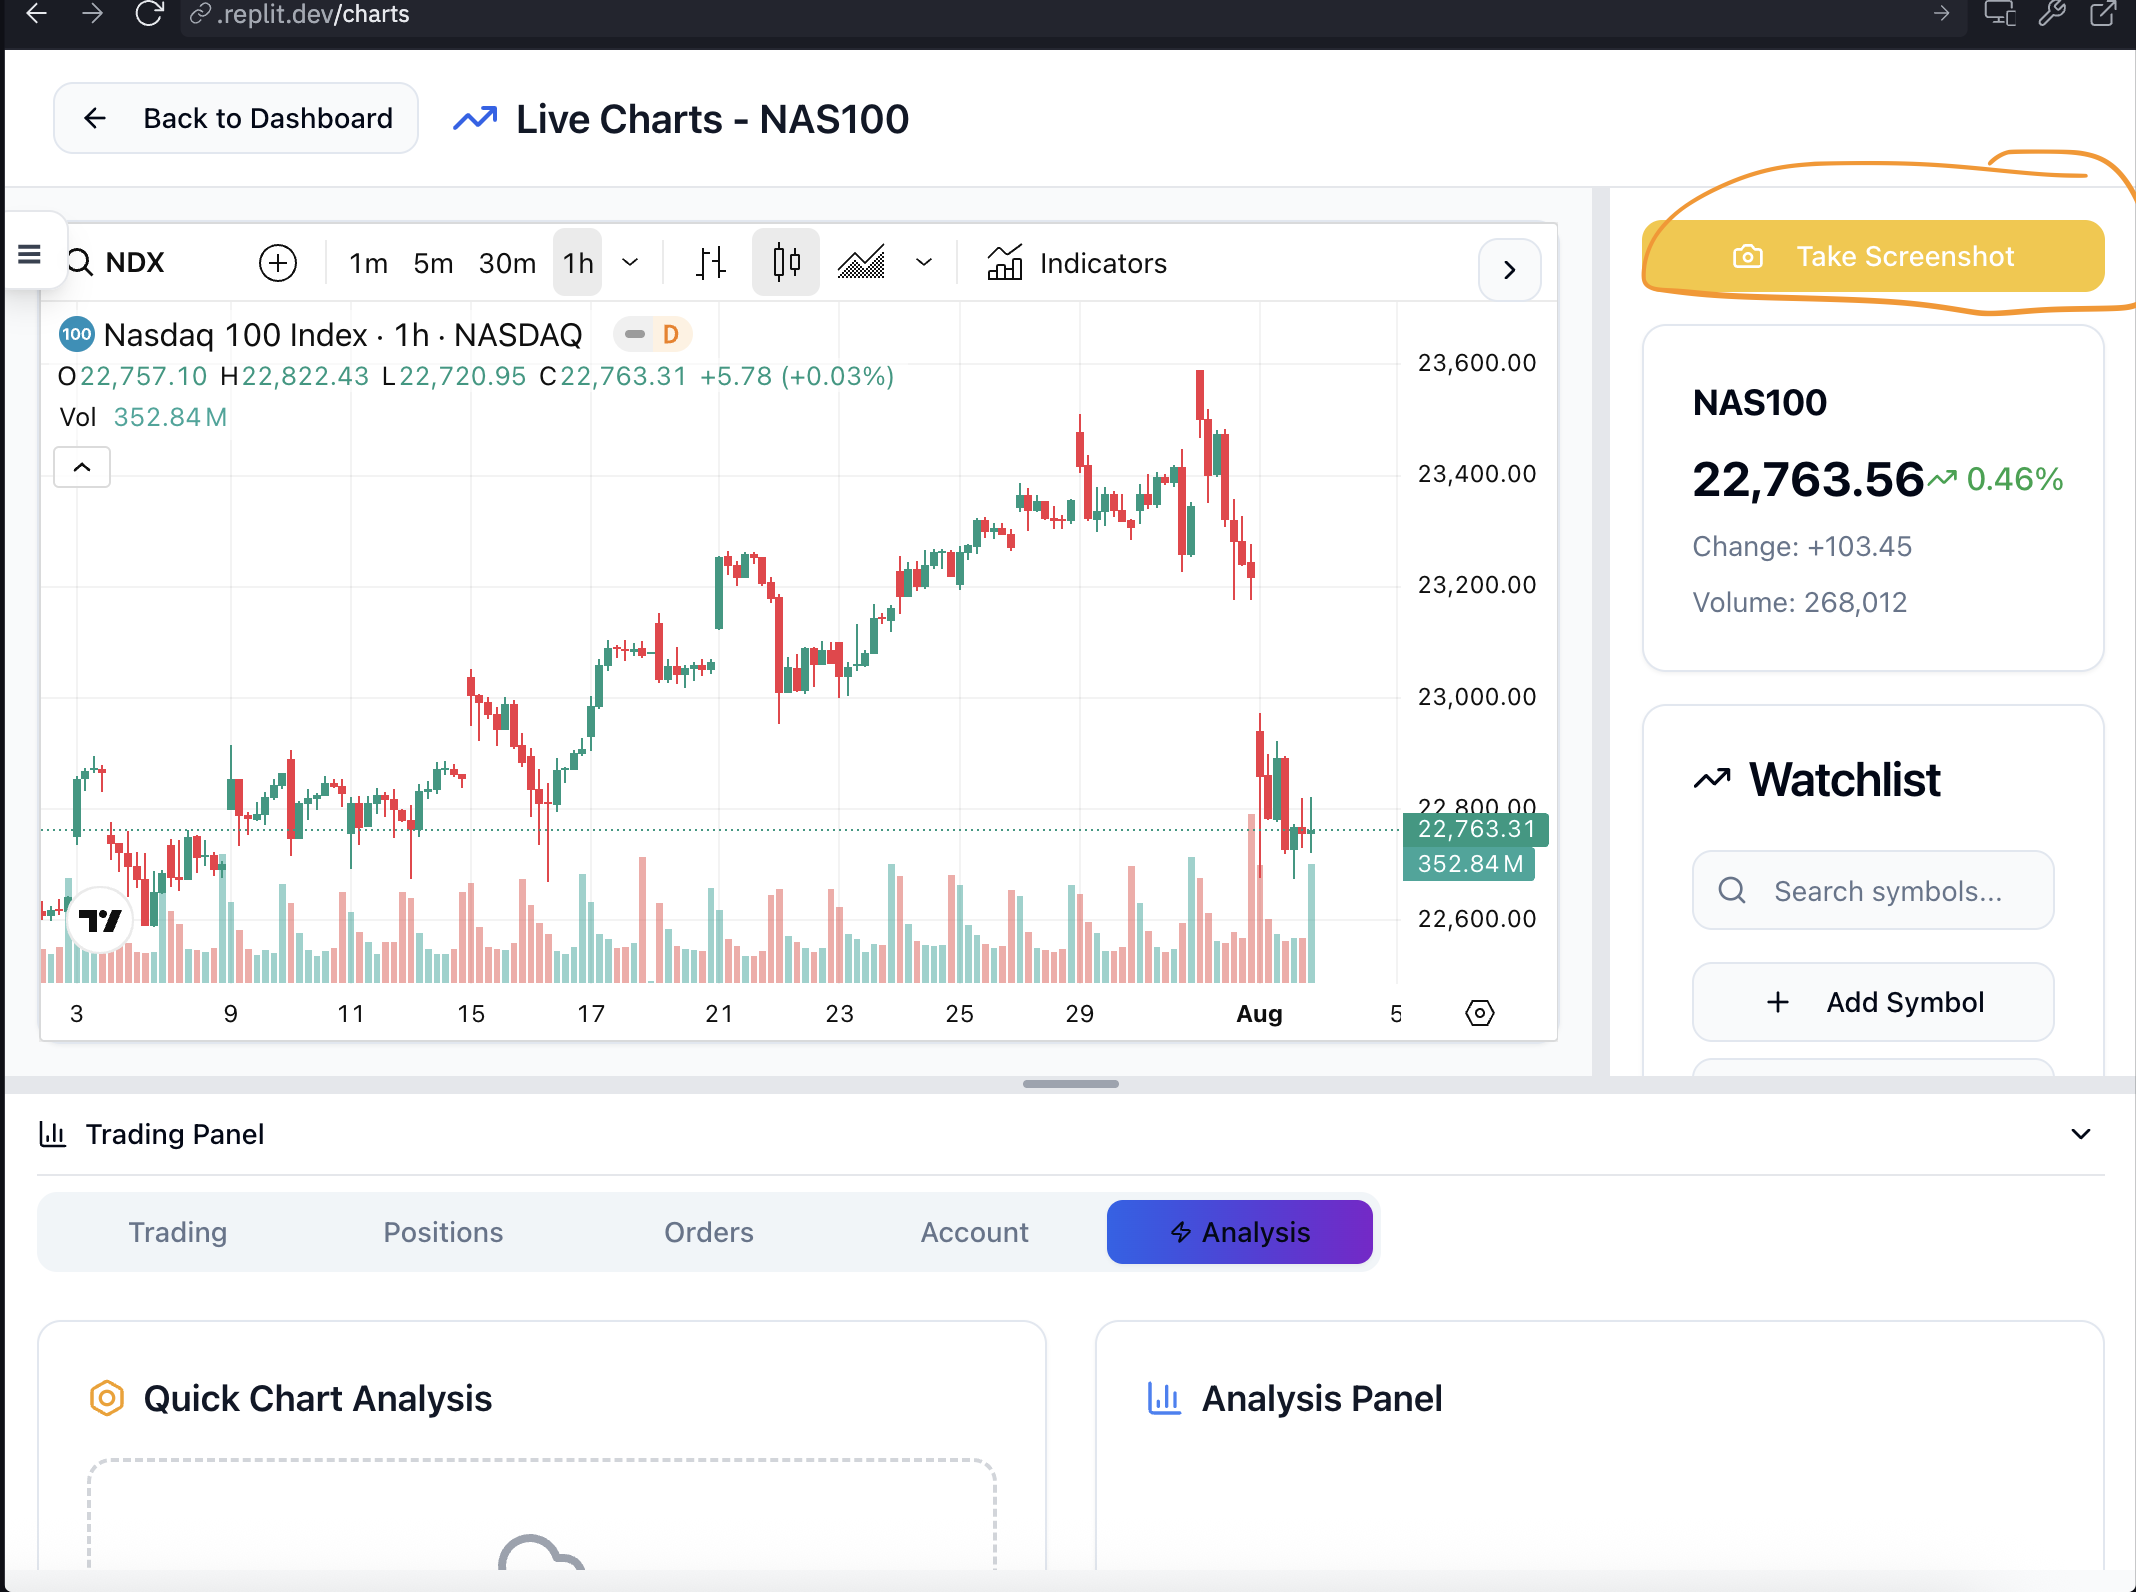 .replit.dev/charts
Back to Dashboard
Live Charts - NAS100
NDX 1m 5m 30m 1h Indicators
Take Screenshot
100 Nasdaq 100 Index · 1h · NASDAQ D
O22,757.10 H22,822.43 L22,720.95 C22,763.31 +5.78 (+0.03%)
Vol 352.84M
23,600.00
23,400.00
23,200.00
23,000.00
22,800.00
22,763.31
352.84M
22,600.00
3 9 11 15 17 21 23 25 29 Aug 5
NAS100
22,763.56 0.46%
Change: +103.45
Volume: 268,012
Watchlist
Search symbols...
Add Symbol
Trading Panel
Trading Positions Orders Account Analysis
Quick Chart Analysis
Analysis Panel